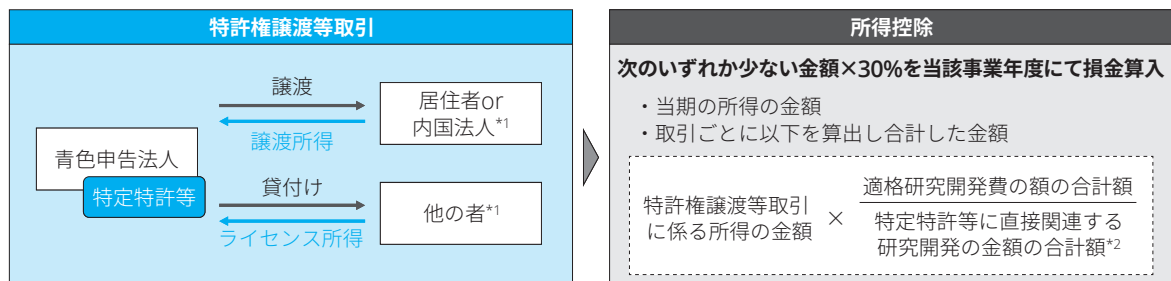 特許権譲渡等取引
譲渡
譲渡所得
居住者or
内国法人*1
青色申告法人
特定特許等
貸付け
ライセンス所得
他の者*1
所得控除
次のいずれか少ない金額×30%を当該事業年度にて損金算入
・当期の所得の金額
・取引ごとに以下を算出し合計した金額
特許権譲渡等取引
に係る所得の金額
×
適格研究開発費の額の合計額
特定特許等に直接関連する
研究開発の金額の合計額*2